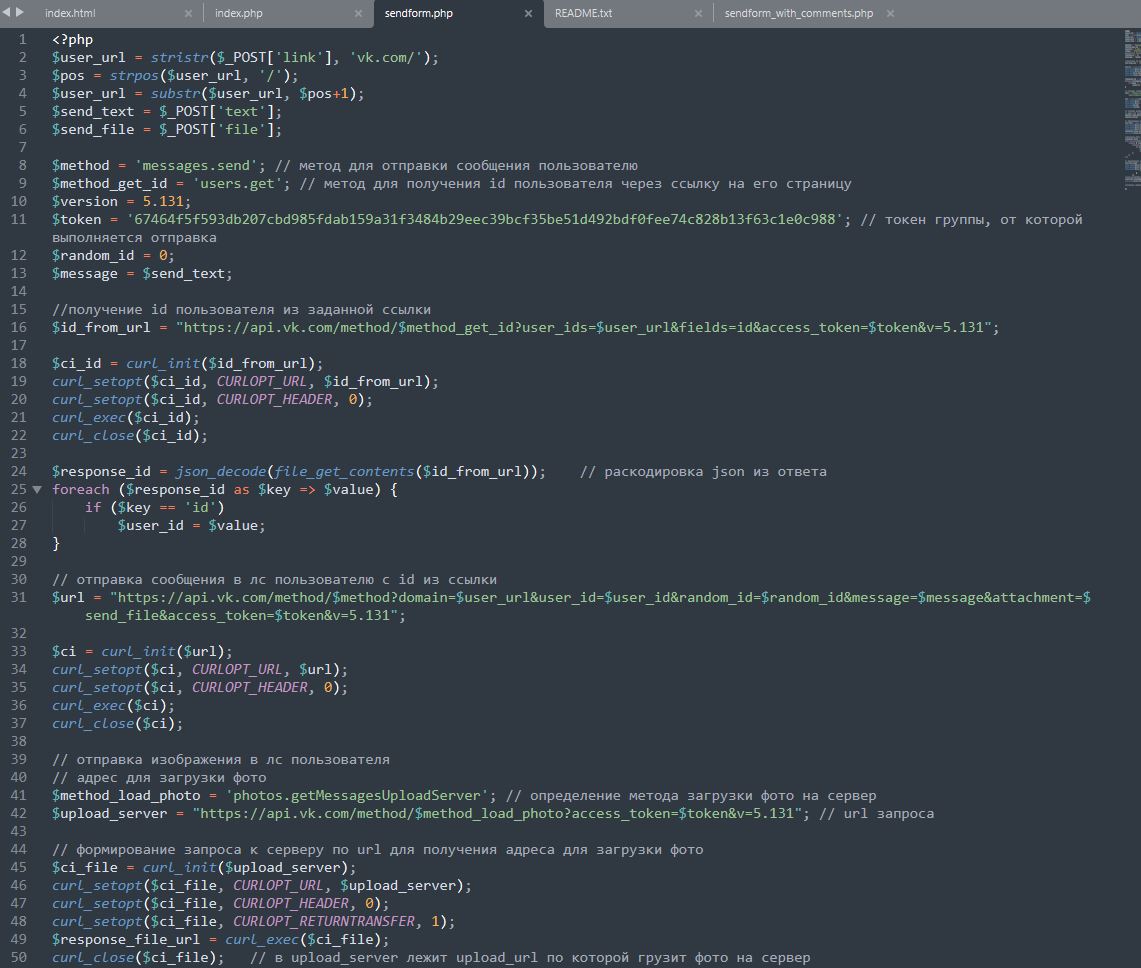 index.html × index.php × sendform.php × README.txt × sendform_with_comments.php ×
1 <?php
2 $user_url = stristr($_POST['link'], 'vk.com/');
3 $pos = strpos($user_url, '/');
4 $user_url = substr($user_url, $pos+1);
5 $send_text = $_POST['text'];
6 $send_file = $_POST['file'];
7
8 $method = 'messages.send'; // метод для отправки сообщения пользователю
9 $method_get_id = 'users.get'; // метод для получения id пользователя через ссылку на его страницу
10 $version = 5.131;
11 $token = '67464f5f593db207cbd985fdab159a31f3484b29eec39bcf35be51d492bdf0fee74c828b13f63c1e0c988'; // токен группы, от которой
выполняется отправка
12 $random_id = 0;
13 $message = $send_text;
14
15 //получение id пользователя из заданной ссылки
16 $id_from_url = "https://api.vk.com/method/$method_get_id?user_ids=$user_url&fields=id&access_token=$token&v=5.131";
17
18 $ci_id = curl_init($id_from_url);
19 curl_setopt($ci_id, CURLOPT_URL, $id_from_url);
20 curl_setopt($ci_id, CURLOPT_HEADER, 0);
21 curl_exec($ci_id);
22 curl_close($ci_id);
23
24 $response_id = json_decode(file_get_contents($id_from_url)); // раскодировка json из ответа
25 foreach ($response_id as $key => $value) {
26 if ($key == 'id')
27 $user_id = $value;
28 }
29
30 // отправка сообщения в лс пользователю с id из ссылки
31 $url = "https://api.vk.com/method/$method?domain=$user_url&user_id=$user_id&random_id=$random_id&message=$message&attachment=$
send_file&access_token=$token&v=5.131";
32
33 $ci = curl_init($url);
34 curl_setopt($ci, CURLOPT_URL, $url);
35 curl_setopt($ci, CURLOPT_HEADER, 0);
36 curl_exec($ci);
37 curl_close($ci);
38
39 // отправка изображения в лс пользователя
40 // адрес для загрузки фото
41 $method_load_photo = 'photos.getMessagesUploadServer'; // определение метода загрузки фото на сервер
42 $upload_server = "https://api.vk.com/method/$method_load_photo?access_token=$token&v=5.131"; // url запроса
43
44 // формирование запроса к серверу по url для получения адреса для загрузки фото
45 $ci_file = curl_init($upload_server);
46 curl_setopt($ci_file, CURLOPT_URL, $upload_server);
47 curl_setopt($ci_file, CURLOPT_HEADER, 0);
48 curl_setopt($ci_file, CURLOPT_RETURNTRANSFER, 1);
49 $response_file_url = curl_exec($ci_file);
50 curl_close($ci_file); // в upload_server лежит upload_url по которой грузит фото на сервер